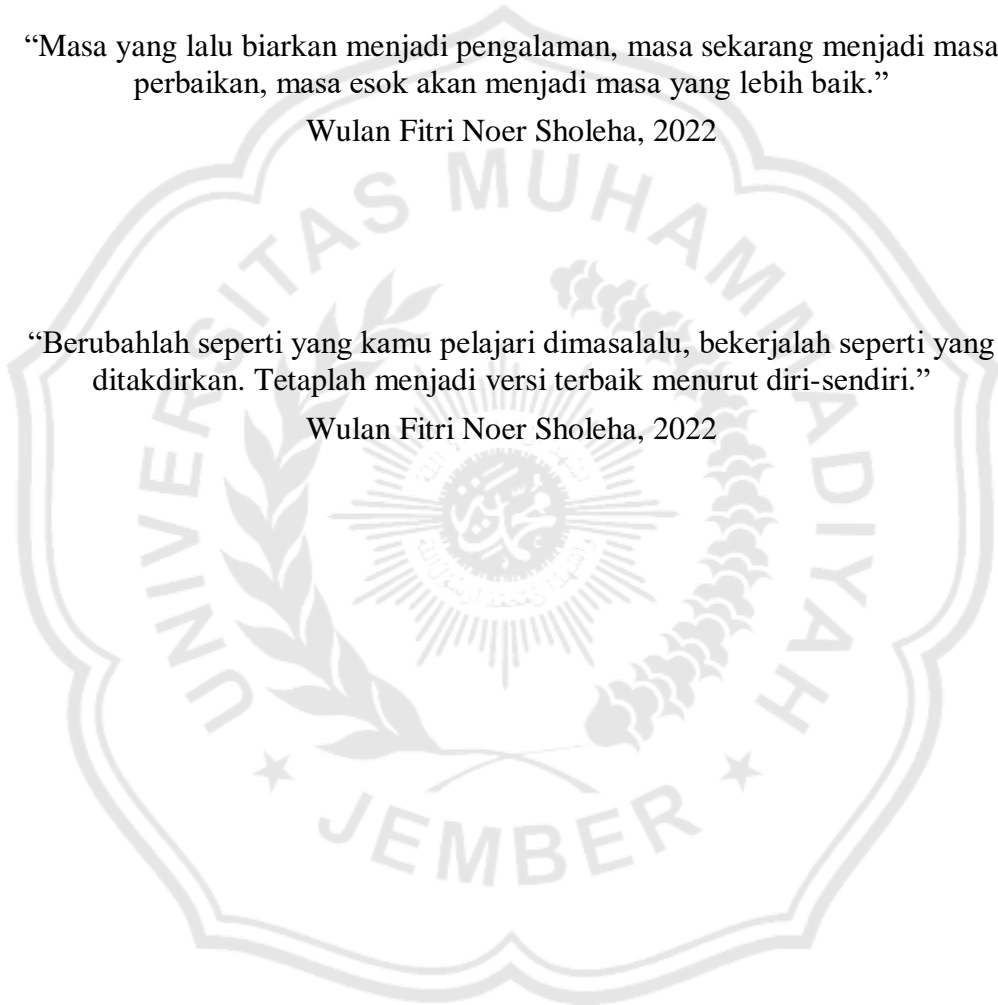 “Masa yang lalu biarkan menjadi pengalaman, masa sekarang menjadi masa
perbaikan, masa esok akan menjadi masa yang lebih baik.”
Wulan Fitri Noer Sholeha, 2022
“Berubahlah seperti yang kamu pelajari dimasalalu, bekerjalah seperti yang
ditakdirkan. Tetaplah menjadi versi terbaik menurut diri-sendiri.”
Wulan Fitri Noer Sholeha, 2022
UNIVERSITAS MUHAMMADIYAH
JEMBER